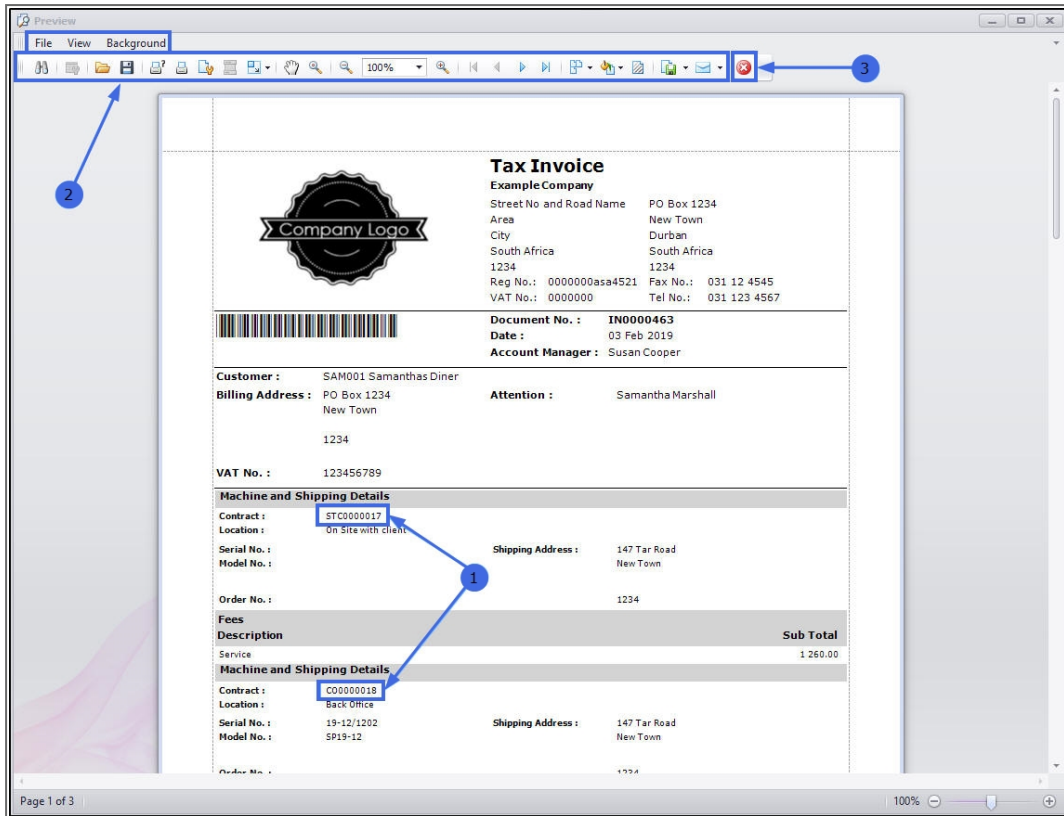 Preview
File View Background
100%
3
2
Tax Invoice
Example Company
Street No and Road Name PO Box 1234
Area New Town
City Durban
South Africa South Africa
1234 1234
Reg No.: 0000000asa4521 Fax No.: 031 12 4545
VAT No.: 0000000 Tel No.: 031 123 4567
Company Logo
Document No. : IN0000463
Date : 03 Feb 2019
Account Manager : Susan Cooper
Customer : SAM001 Samanthas Diner
Billing Address : PO Box 1234 Attention : Samantha Marshall
New Town
1234
VAT No. : 123456789
Machine and Shipping Details
Contract : STC0000017
Location : On Site with client
Serial No. : Shipping Address : 147 Tar Road
Model No. : New Town
1
Order No. : 1234
Fees
Description Sub Total
Service 1 260.00
Machine and Shipping Details
Contract : CO0000018
Location : Back Office
Serial No. : 19-12/1202 Shipping Address : 147 Tar Road
Model No. : SP19-12 New Town
Order No. : 1234
Page 1 of 3 100%